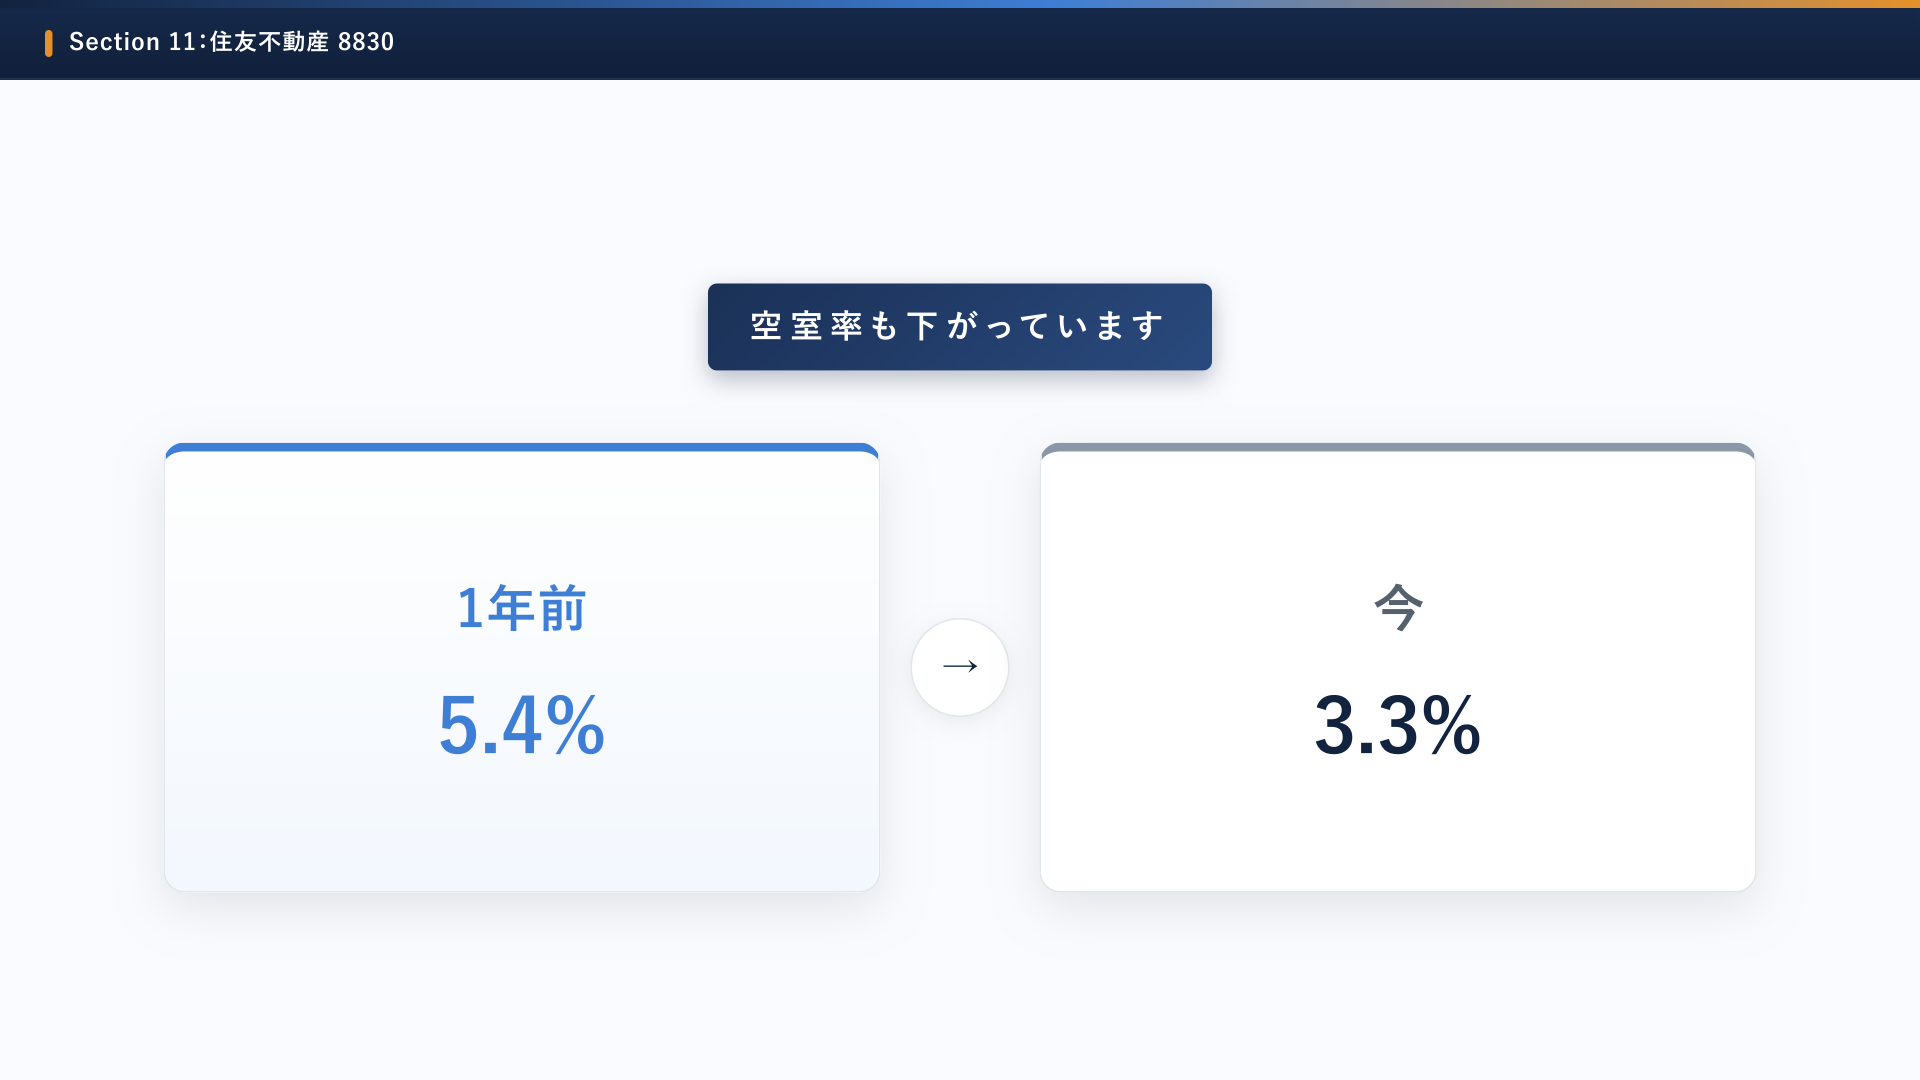 Section 11：住友不動産 8830
空室率も下がっています
1年前
5.4%
→
今
3.3%